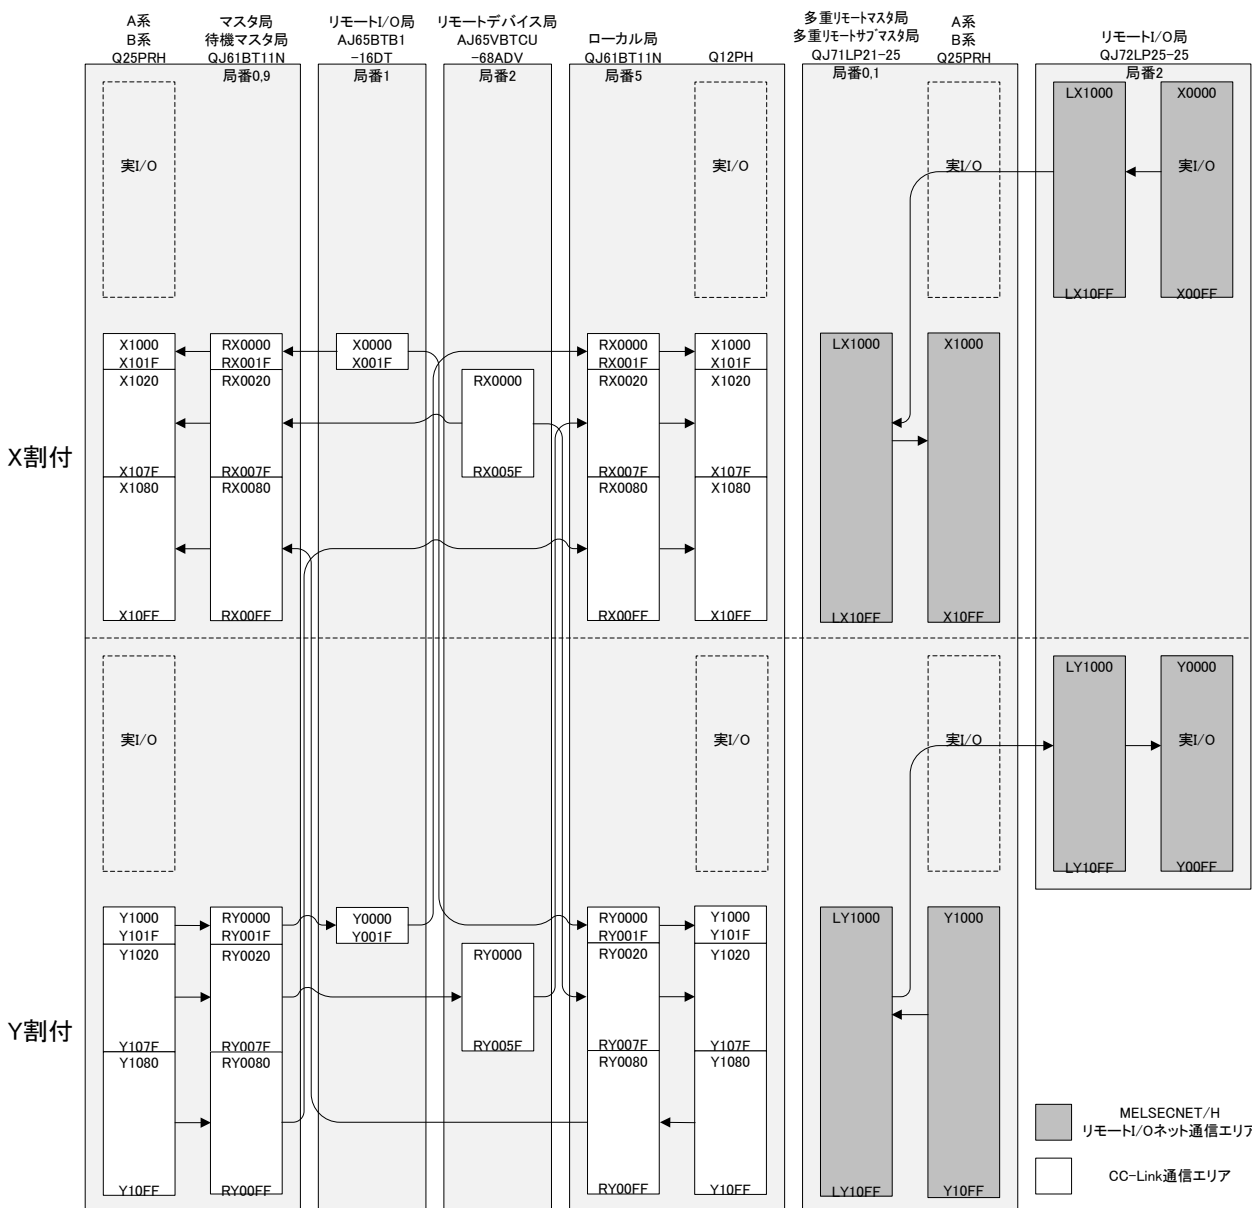 A系
B系
Q25PRH
マスタ局
待機マスタ局
QJ61BT11N
局番0,9
リモートI/O局
AJ65BTB1
-16DT
局番1
リモートデバイス局
AJ65VBTCU
-68ADV
局番2
ローカル局
QJ61BT11N
局番5
Q12PH
多重リモートマスタ局
多重リモートサブマスタ局
QJ71LP21-25
局番0,1
A系
B系
Q25PRH
リモートI/O局
QJ72LP25-25
局番2
実I/O
実I/O
実I/O
LX1000
LX10FF
X0000
実I/O
X00FF
X割付
X1000
X101F
X1020
X107F
X1080
X10FF
RX0000
RX001F
RX0020
RX007F
RX0080
RX00FF
X0000
X001F
RX0000
RX005F
RX0000
RX001F
RX0020
RX007F
RX0080
RX00FF
X1000
X101F
X1020
X107F
X1080
X10FF
LX1000
LX10FF
X1000
X10FF
実I/O
実I/O
実I/O
LY1000
LY10FF
Y0000
実I/O
Y00FF
Y割付
Y1000
Y101F
Y1020
Y107F
Y1080
Y10FF
RY0000
RY001F
RY0020
RY007F
RY0080
RY00FF
Y0000
Y001F
RY0000
RY005F
RY0000
RY001F
RY0020
RY007F
RY0080
RY00FF
Y1000
Y101F
Y1020
Y107F
Y1080
Y10FF
LY1000
LY10FF
Y1000
Y10FF
MELSECNET/H
リモートI/Oネット通信エリア
CC-Link通信エリア